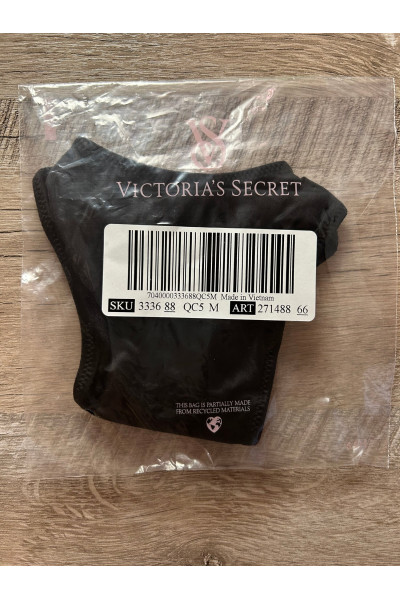 VICTORIA'S SECRET
7040000333688QC5M Made in Vietnam
SKU 3336 88 QC5 M ART 271488 66
THIS BAG IS PARTIALLY MADE
FROM RECYCLED MATERIALS